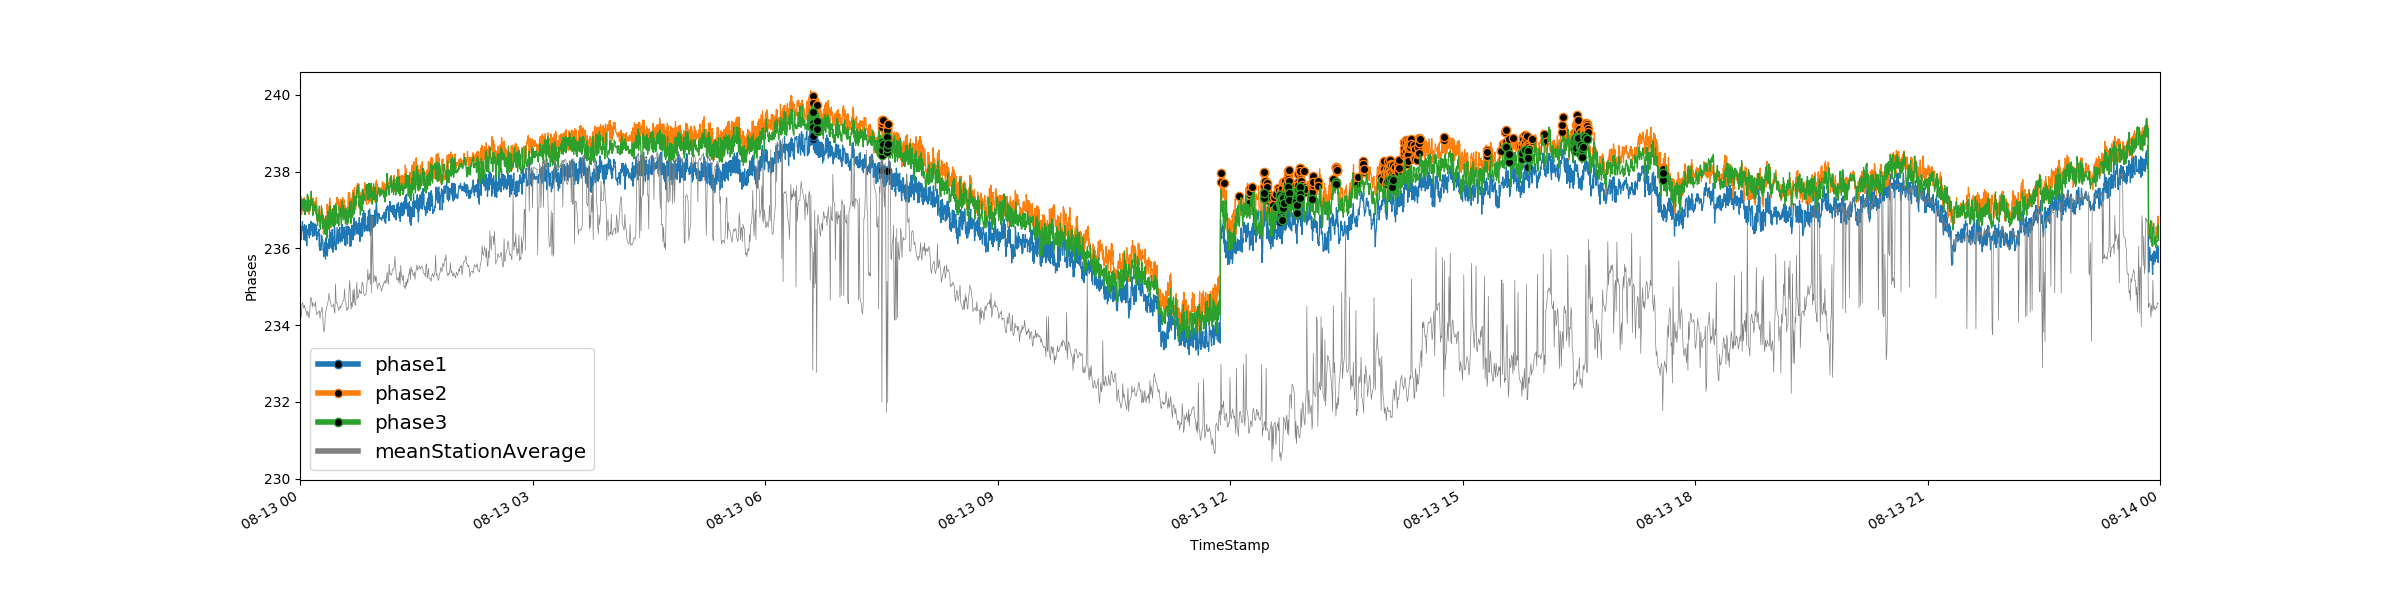 240
238
236
234
232
230
Phases
phase1
phase2
phase3
meanStationAverage
08-13 00
08-13 03
08-13 06
08-13 09
08-13 12
08-13 15
08-13 18
08-13 21
08-14 00
TimeStamp